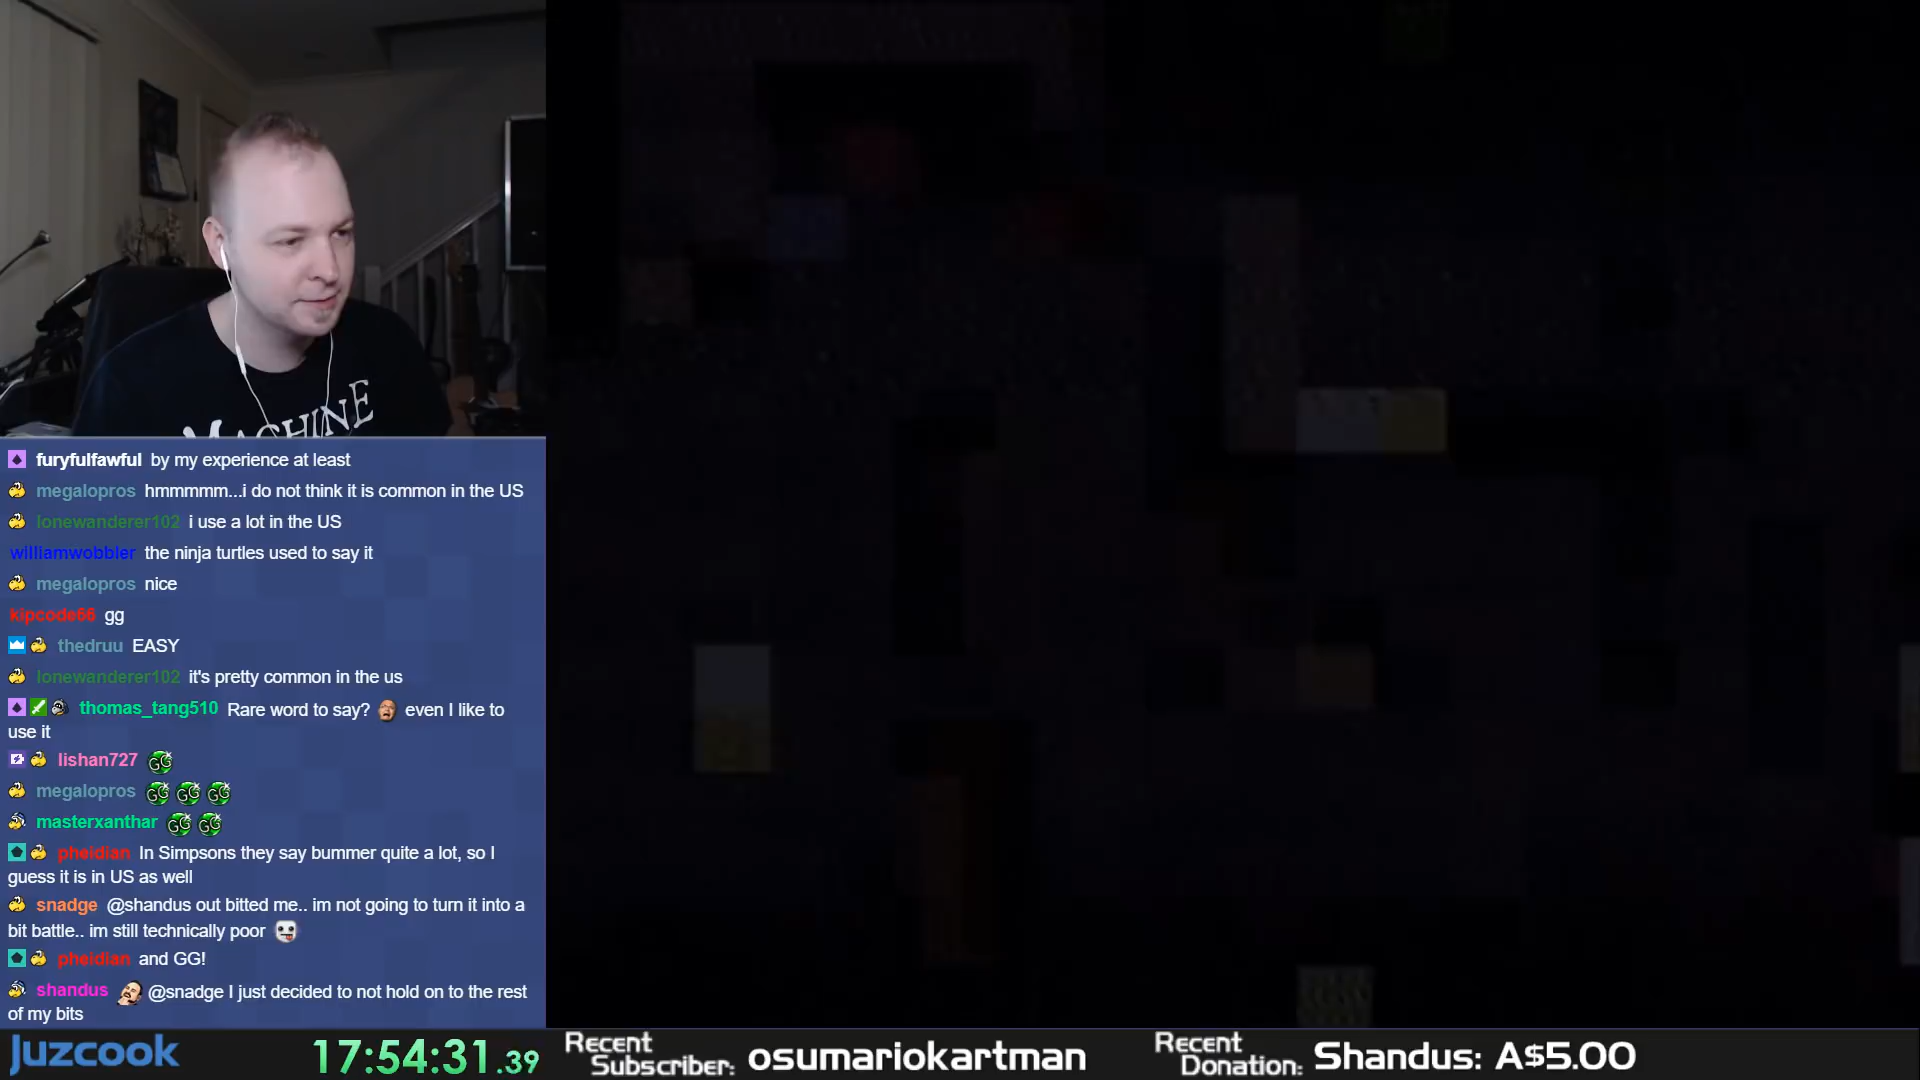 MACHINE
furyfulfawful by my experience at least
megalopros hmmmmm...i do not think it is common in the US
lonewanderer102 i use a lot in the US
williamwobbler the ninja turtles used to say it
megalopros nice
kipcode66 gg
thedruu EASY
lonewanderer102 it's pretty common in the us
thomas_tang510 Rare word to say? even I like to
use it
lishan727 GG
megalopros GG GG GG
masterxanthar GG GG
pheidian In Simpsons they say bummer quite a lot, so I
guess it is in US as well
snadge @shandus out bitted me.. im not going to turn it into a
bit battle.. im still technically poor
pheidian and GG!
shandus @snadge I just decided to not hold on to the rest
of my bits
Juzcook 17:54:31.39 Recent Subscriber: osumariokartman Recent Donation: Shandus: A$5.00